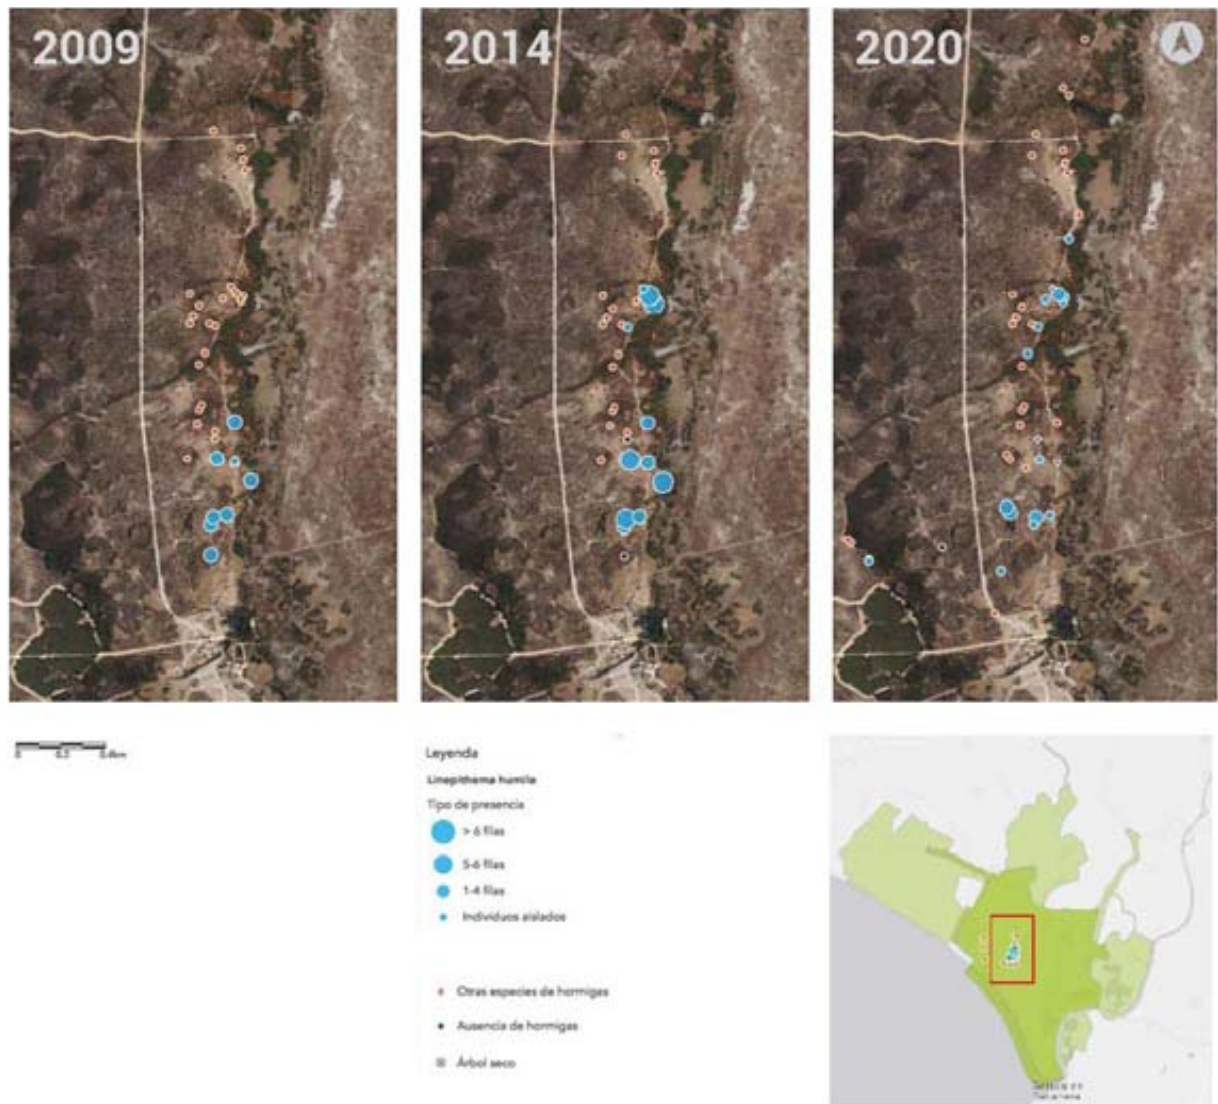 2009
2014
2020
Leyenda
Linepithema humile
Tipo de presencia
> 6 filas
5-6 filas
1-4 filas
Individuos aislados
Otras especies de hormigas
Ausencia de hormigas
Árbol seco